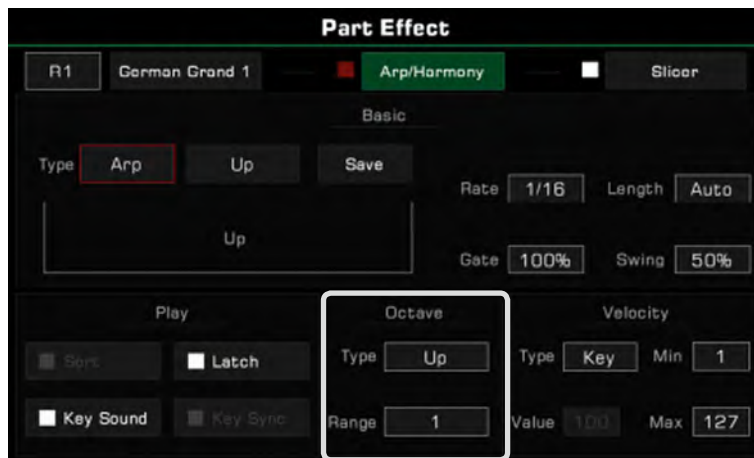 Part Effect
R1 German Grand 1 Arp/Harmony Slicer
Basic
Type Arp Up Save
Rate 1/16 Length Auto
Up
Gate 100% Swing 50%
Play
Sort Latch
Key Sound Key Sync
Octave
Type Up
Range 1
Velocity
Type Key Min 1
Value 100 Max 127